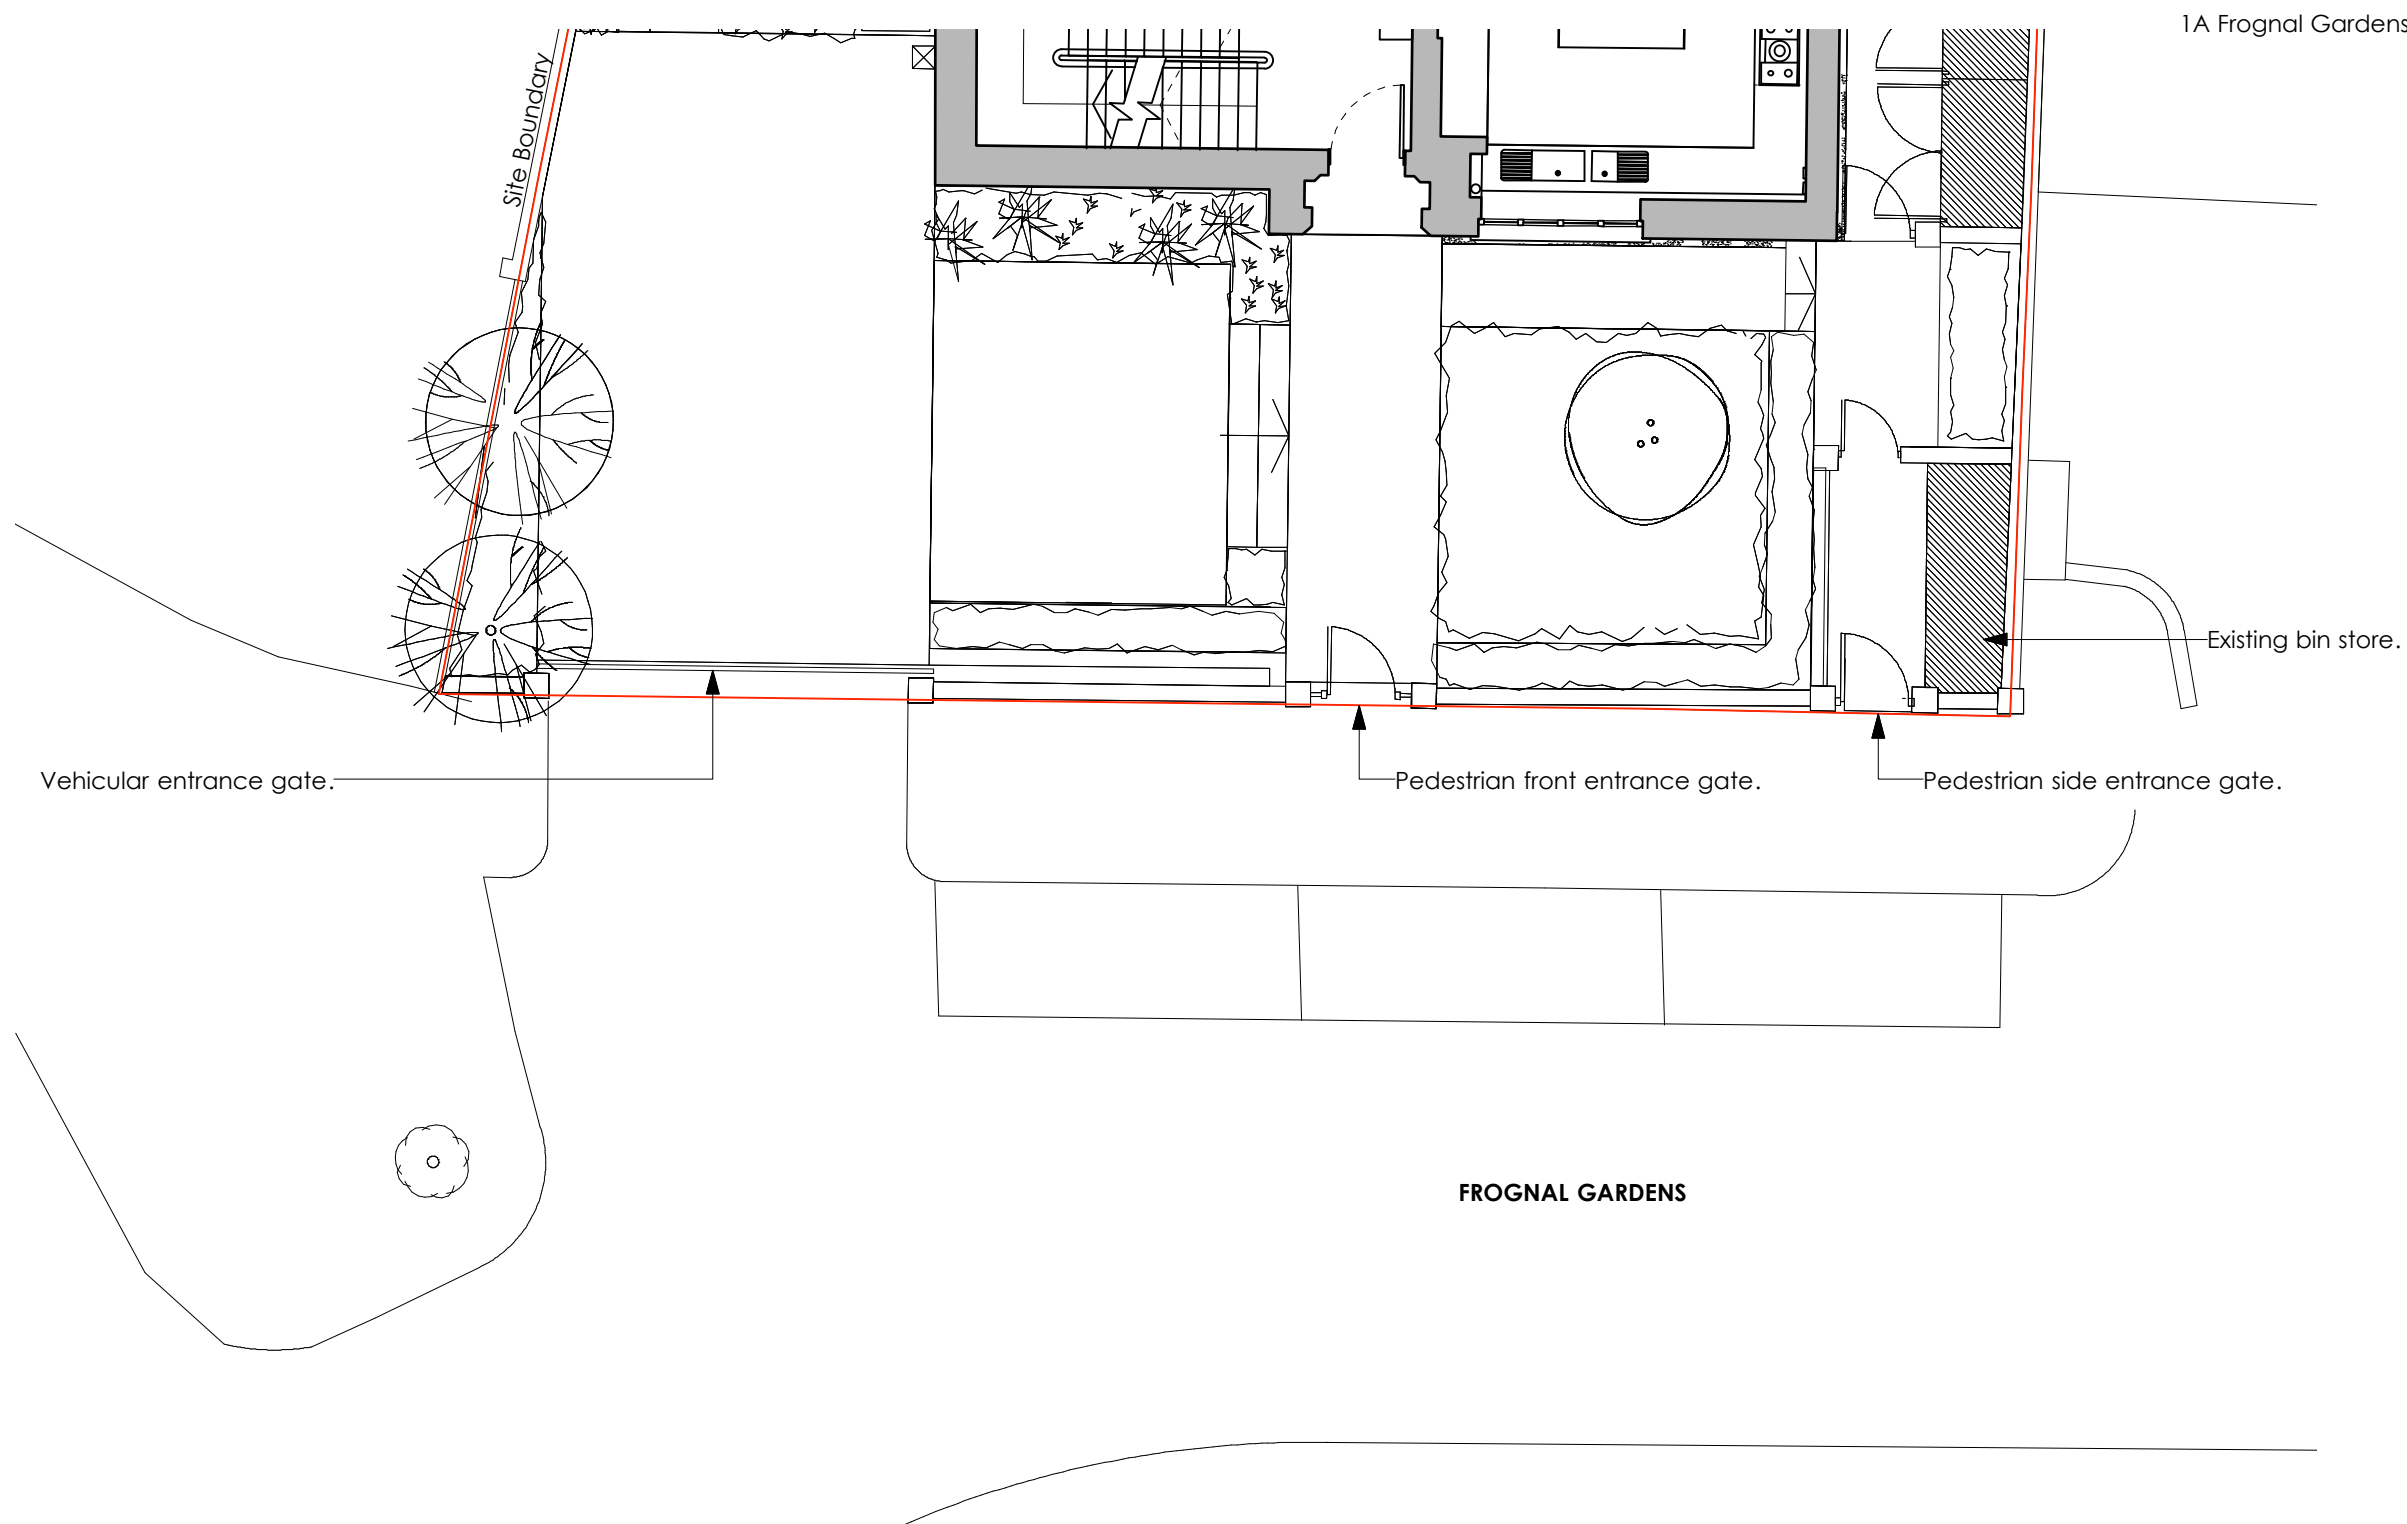 1A Frognal Gardens
Site Boundary
Existing bin store.
Vehicular entrance gate.
Pedestrian front entrance gate.
Pedestrian side entrance gate.
FROGNAL GARDENS